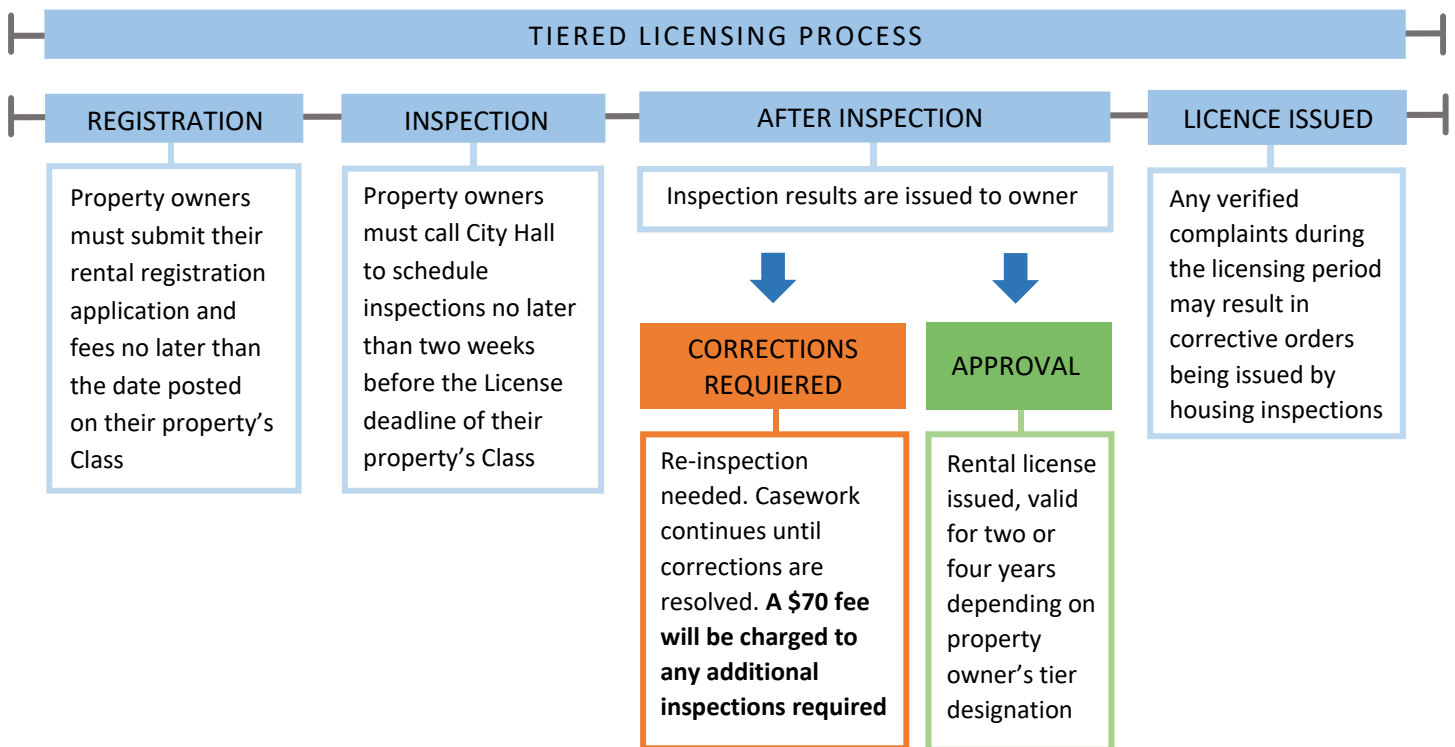 TIERED LICENSING PROCESS
REGISTRATION
Property owners
must submit their
rental registration
application and
fees no later than
the date posted
on their property’s
Class
INSPECTION
Property owners
must call City Hall
to schedule
inspections no later
than two weeks
before the License
deadline of their
property’s Class
AFTER INSPECTION
Inspection results are issued to owner
CORRECTIONS
REQUIERED
Re-inspection
needed. Casework
continues until
corrections are
resolved. A $70 fee
will be charged to
any additional
inspections required
APPROVAL
Rental license
issued, valid
for two or
four years
depending on
property
owner’s tier
designation
LICENCE ISSUED
Any verified
complaints during
the licensing period
may result in
corrective orders
being issued by
housing inspections